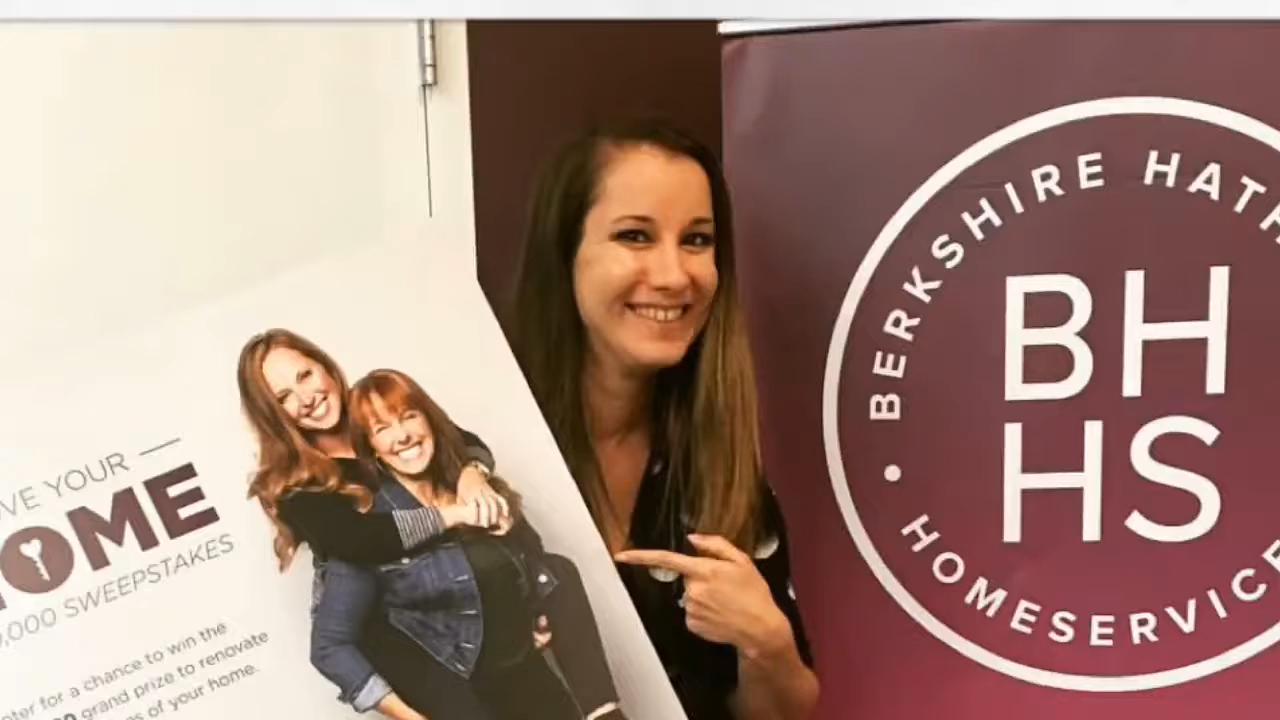 VE YOUR
OME
,000 SWEEPSTAKES
for a chance to win the
grand prize to renovate
of your home.
BERKSHIRE HATH
BH
HS
HOMESERVICE